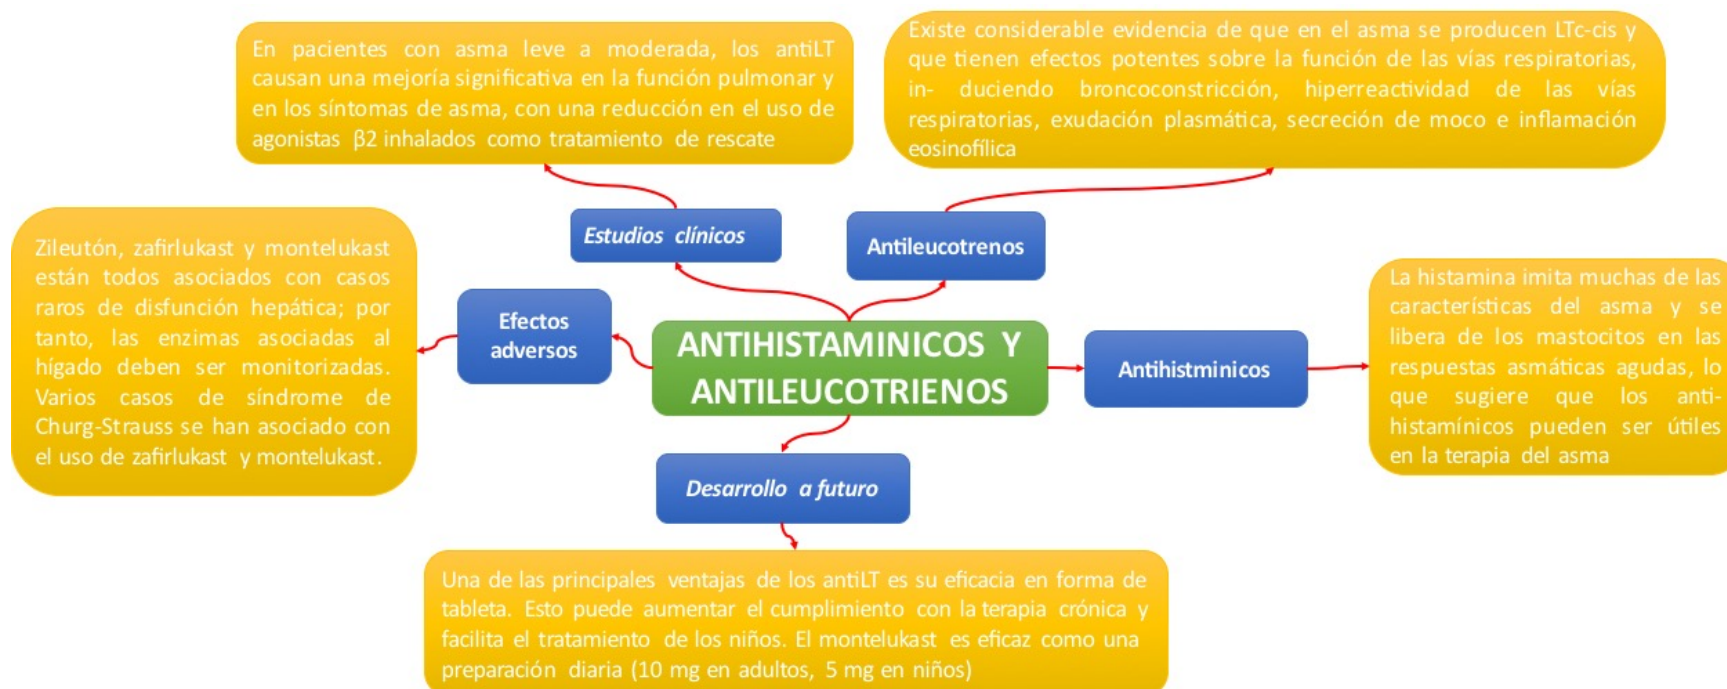 En pacientes con asma leve a moderada, los antiLT
causan una mejoría significativa en la función pulmonar y
en los síntomas de asma, con una reducción en el uso de
agonistas β2 inhalados como tratamiento de rescate
Existe considerable evidencia de que en el asma se producen LTc-cis y
que tienen efectos potentes sobre la función de las vías respiratorias,
in- duciendo broncoconstricción, hiperreactividad de las vías
respiratorias, exudación plasmática, secreción de moco e inflamación
eosinofílica
Estudios clínicos
Antileucotrenos
Zileutón, zafirlukast y montelukast
están todos asociados con casos
raros de disfunción hepática; por
tanto, las enzimas asociadas al
hígado deben ser monitorizadas.
Varios casos de síndrome de
Churg-Strauss se han asociado con
el uso de zafirlukast y montelukast.
Efectos
adversos
ANTIHISTAMINICOS Y
ANTILEUCOTRIENOS
Antihistminicos
La histamina imita muchas de las
características del asma y se
libera de los mastocitos en las
respuestas asmáticas agudas, lo
que sugiere que los anti-
histamínicos pueden ser útiles
en la terapia del asma
Desarrollo a futuro
Una de las principales ventajas de los antiLT es su eficacia en forma de
tableta. Esto puede aumentar el cumplimiento con la terapia crónica y
facilita el tratamiento de los niños. El montelukast es eficaz como una
preparación diaria (10 mg en adultos, 5 mg en niños)